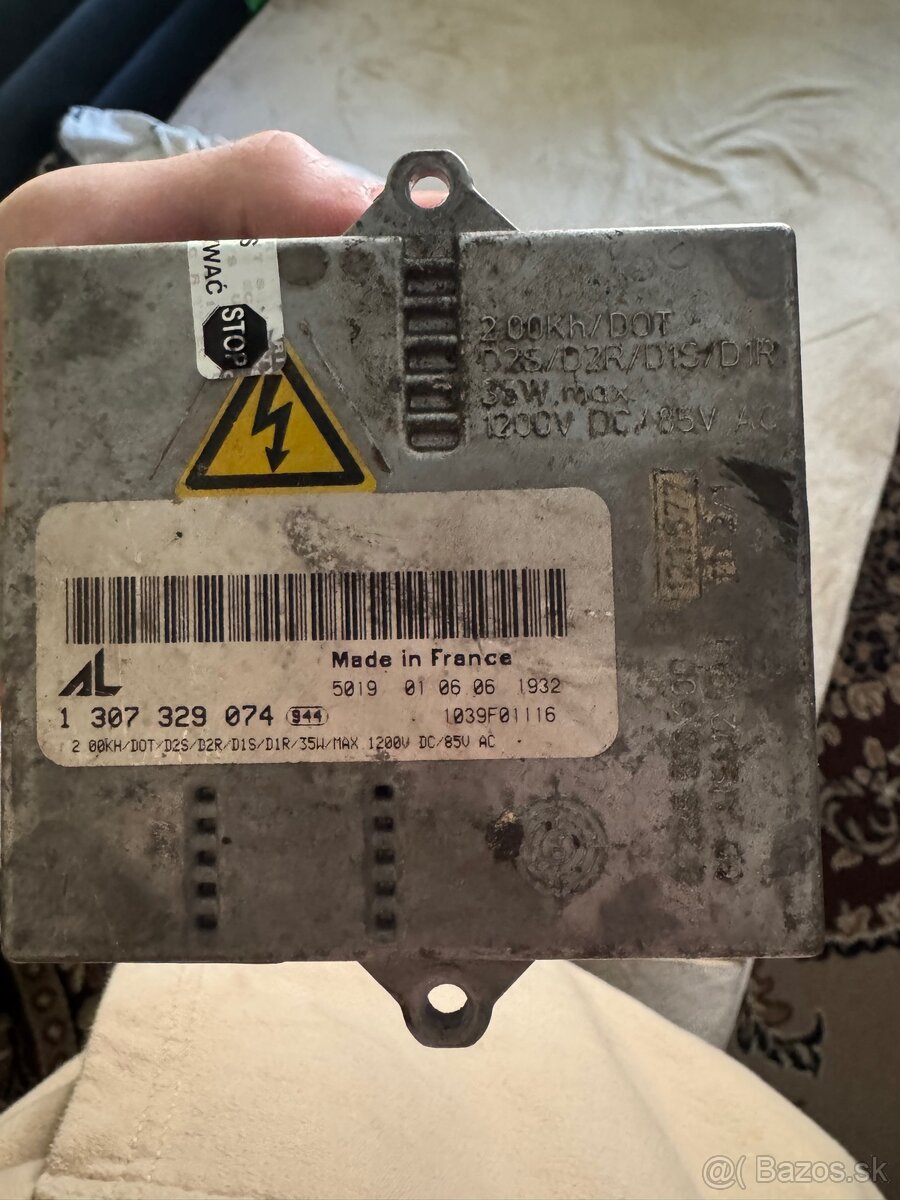 WAĆ
STOP
2.00Kh/DOT
D2S/D2R/D1S/D1R
35W.max
1200V DC/85V AC
AL
Made in France
5019 01 06 06 1932
1 307 329 074 944
1039F01116
2 00KH/DOT/D2S/D2R/D1S/D1R/35W/MAX 1200V DC/85V AC
@( Bazos.sk